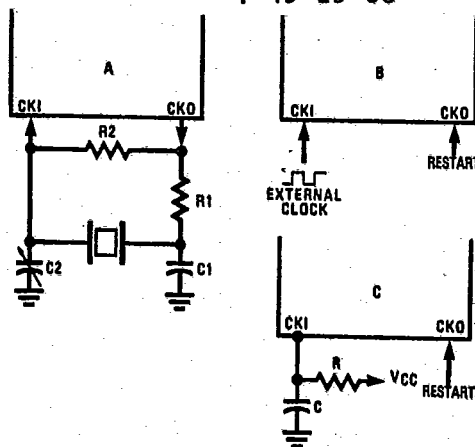 A
CKI
CKO
R2
R1
C2
C1
B
CKI
CKO
EXTERNAL
CLOCK
RESTART
C
CKI
CKO
R
VCC
C
RESTART